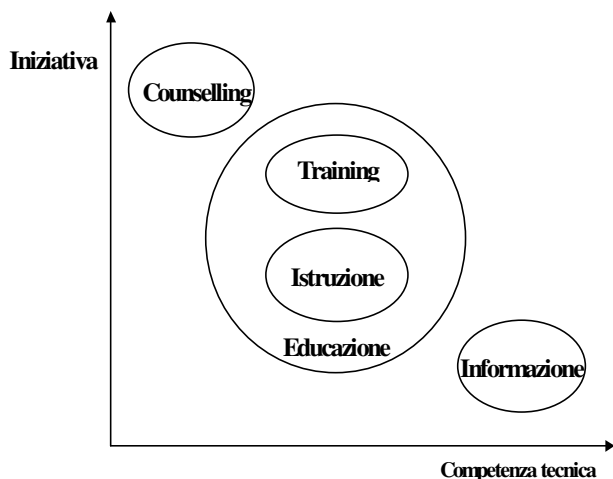 Iniziativa
Counselling
Training
Istruzione
Educazione
Informazione
Competenza tecnica